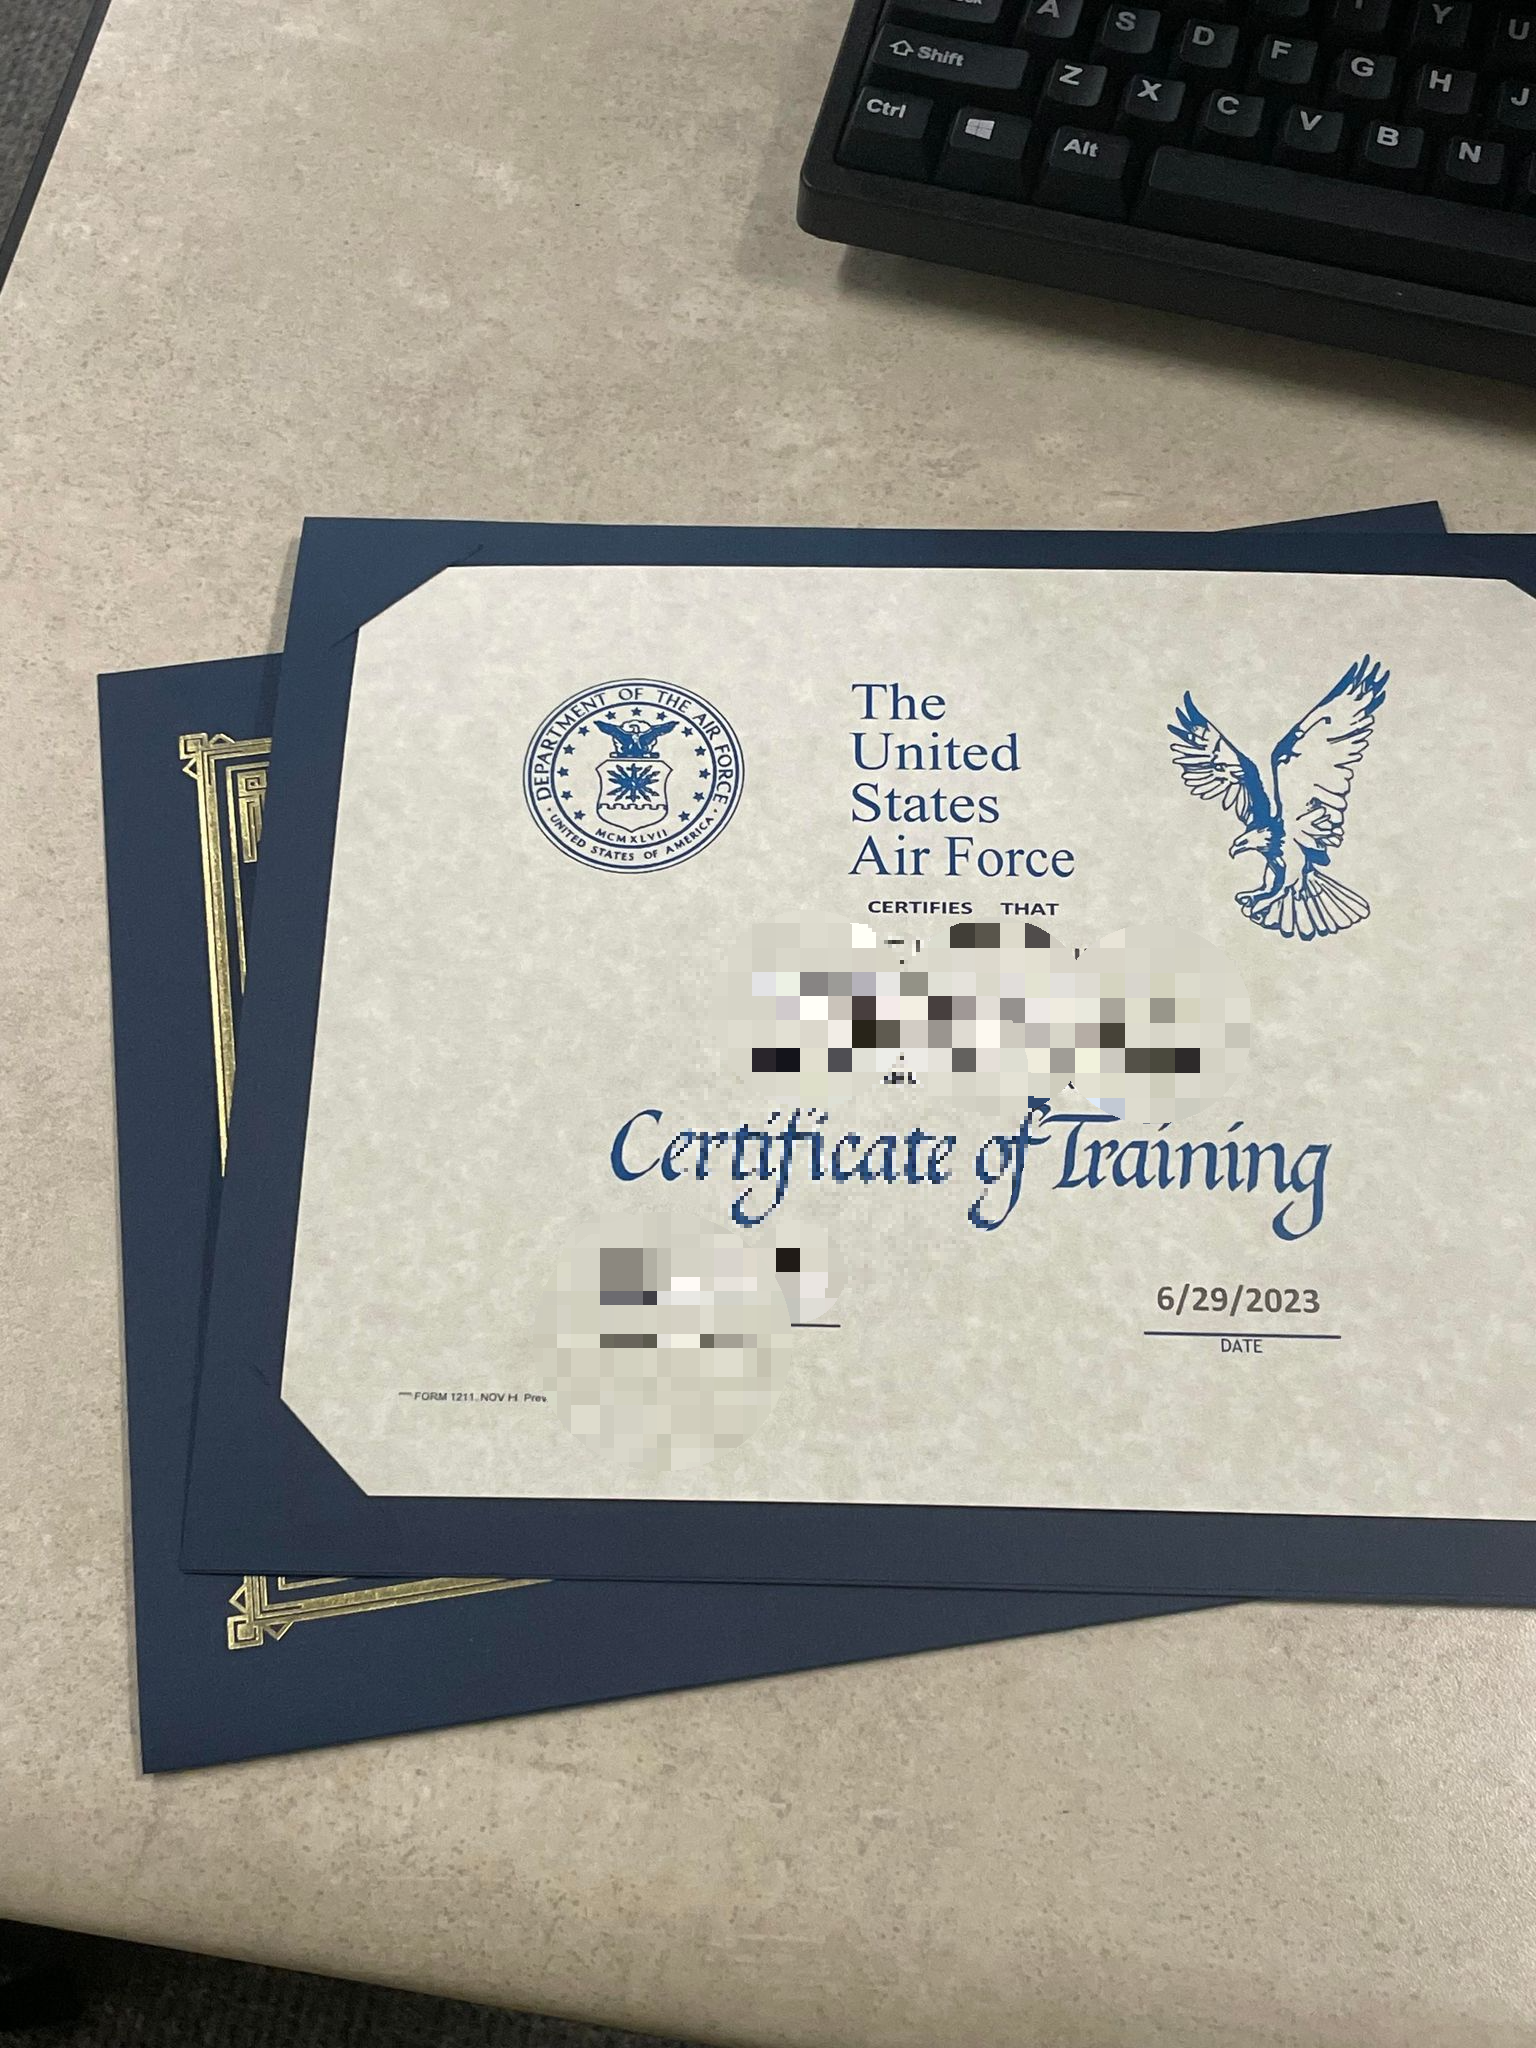 A S D F G H J
Y U
Shift
Z X C V B N
Ctrl Alt
DEPARTMENT OF THE AIR FORCE
MCMXLVII
UNITED STATES OF AMERICA
The
United
States
Air Force
CERTIFIES THAT
Certificate of Training
6/29/2023
DATE
FORM 1211, NOV